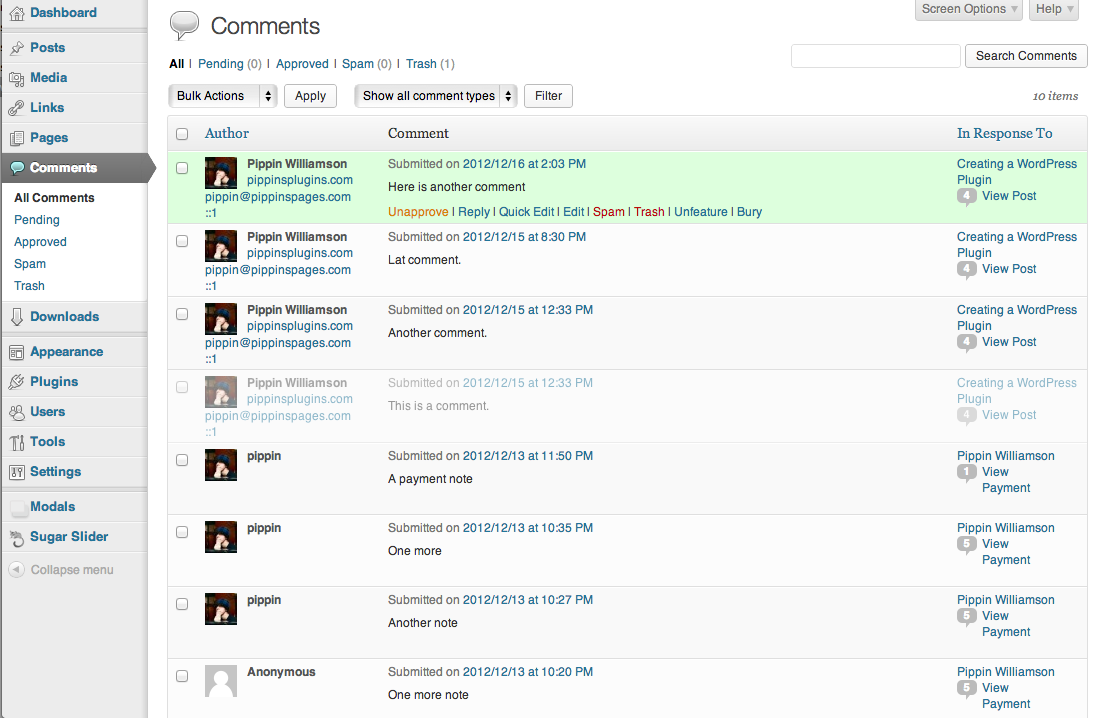 Dashboard
Posts
Media
Links
Pages
Comments
All Comments
Pending
Approved
Spam
Trash
Downloads
Appearance
Plugins
Users
Tools
Settings
Modals
Sugar Slider
Collapse menu
Screen Options Help
Comments
All | Pending (0) | Approved | Spam (0) | Trash (1)
Search Comments
Bulk Actions Apply Show all comment types Filter
10 items
Author Comment In Response To
Pippin Williamson
pippinsplugins.com
pippin@pippinspages.com
::1
Submitted on 2012/12/16 at 2:03 PM
Here is another comment
Unapprove | Reply | Quick Edit | Edit | Spam | Trash | Unfeature | Bury
Creating a WordPress
Plugin
4 View Post
Pippin Williamson
pippinsplugins.com
pippin@pippinspages.com
::1
Submitted on 2012/12/15 at 8:30 PM
Lat comment.
Creating a WordPress
Plugin
4 View Post
Pippin Williamson
pippinsplugins.com
pippin@pippinspages.com
::1
Submitted on 2012/12/15 at 12:33 PM
Another comment.
Creating a WordPress
Plugin
4 View Post
Pippin Williamson
pippinsplugins.com
pippin@pippinspages.com
::1
Submitted on 2012/12/15 at 12:33 PM
This is a comment.
Creating a WordPress
Plugin
4 View Post
pippin
Submitted on 2012/12/13 at 11:50 PM
A payment note
Pippin Williamson
1 View
Payment
pippin
Submitted on 2012/12/13 at 10:35 PM
One more
Pippin Williamson
5 View
Payment
pippin
Submitted on 2012/12/13 at 10:27 PM
Another note
Pippin Williamson
5 View
Payment
Anonymous
Submitted on 2012/12/13 at 10:20 PM
One more note
Pippin Williamson
5 View
Payment